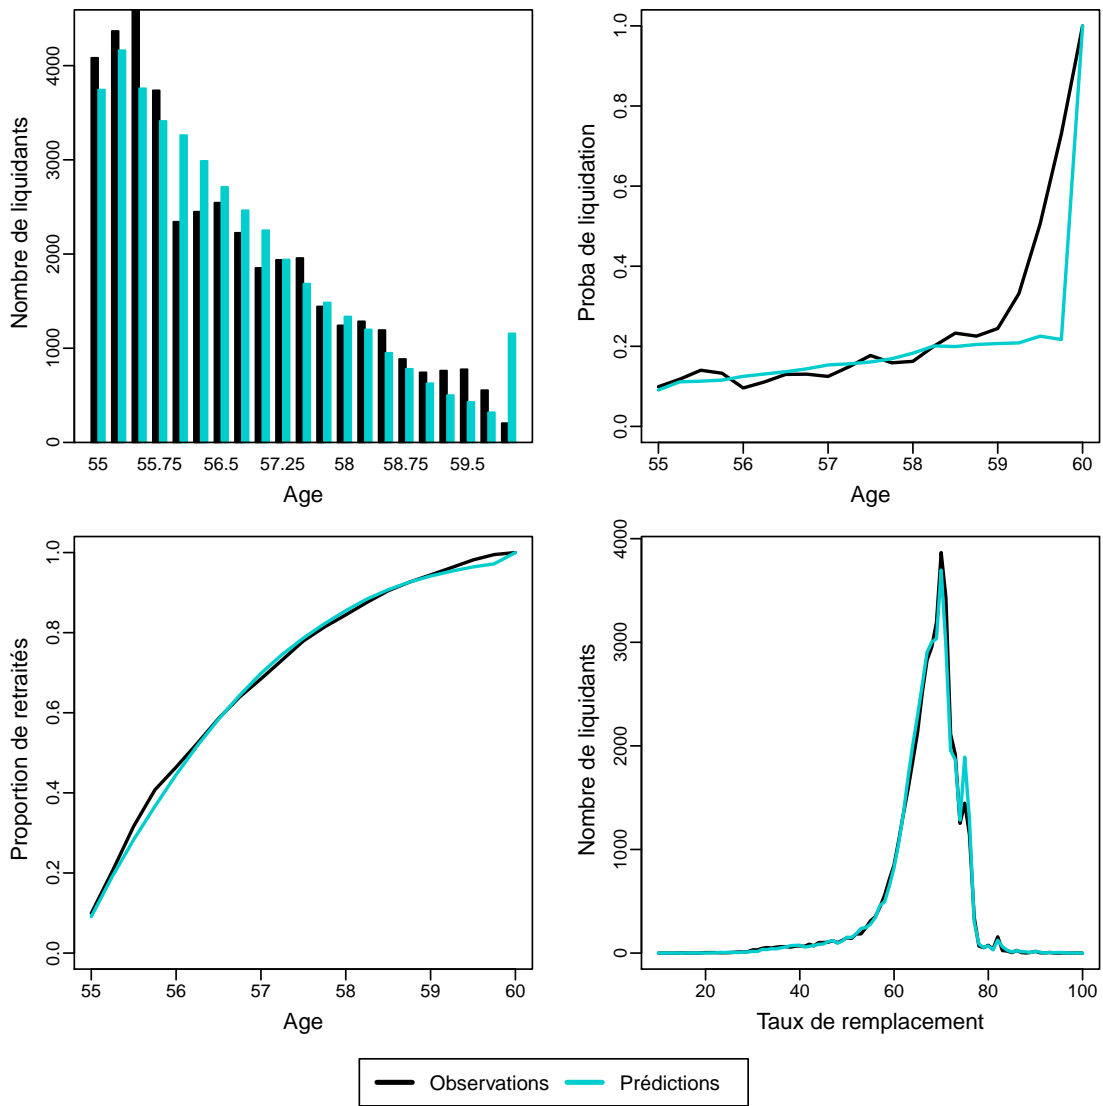 Nombre de liquidants
4000
3000
2000
1000
0
55 55.75 56.5 57.25 58 58.75 59.5
Age
Proba de liquidation
1.0
0.8
0.6
0.4
0.2
0.0
55 56 57 58 59 60
Age
Proportion de retraités
1.0
0.8
0.6
0.4
0.2
0.0
55 56 57 58 59 60
Age
Nombre de liquidants
4000
3000
2000
1000
0
20 40 60 80 100
Taux de remplacement
Observations Prédictions